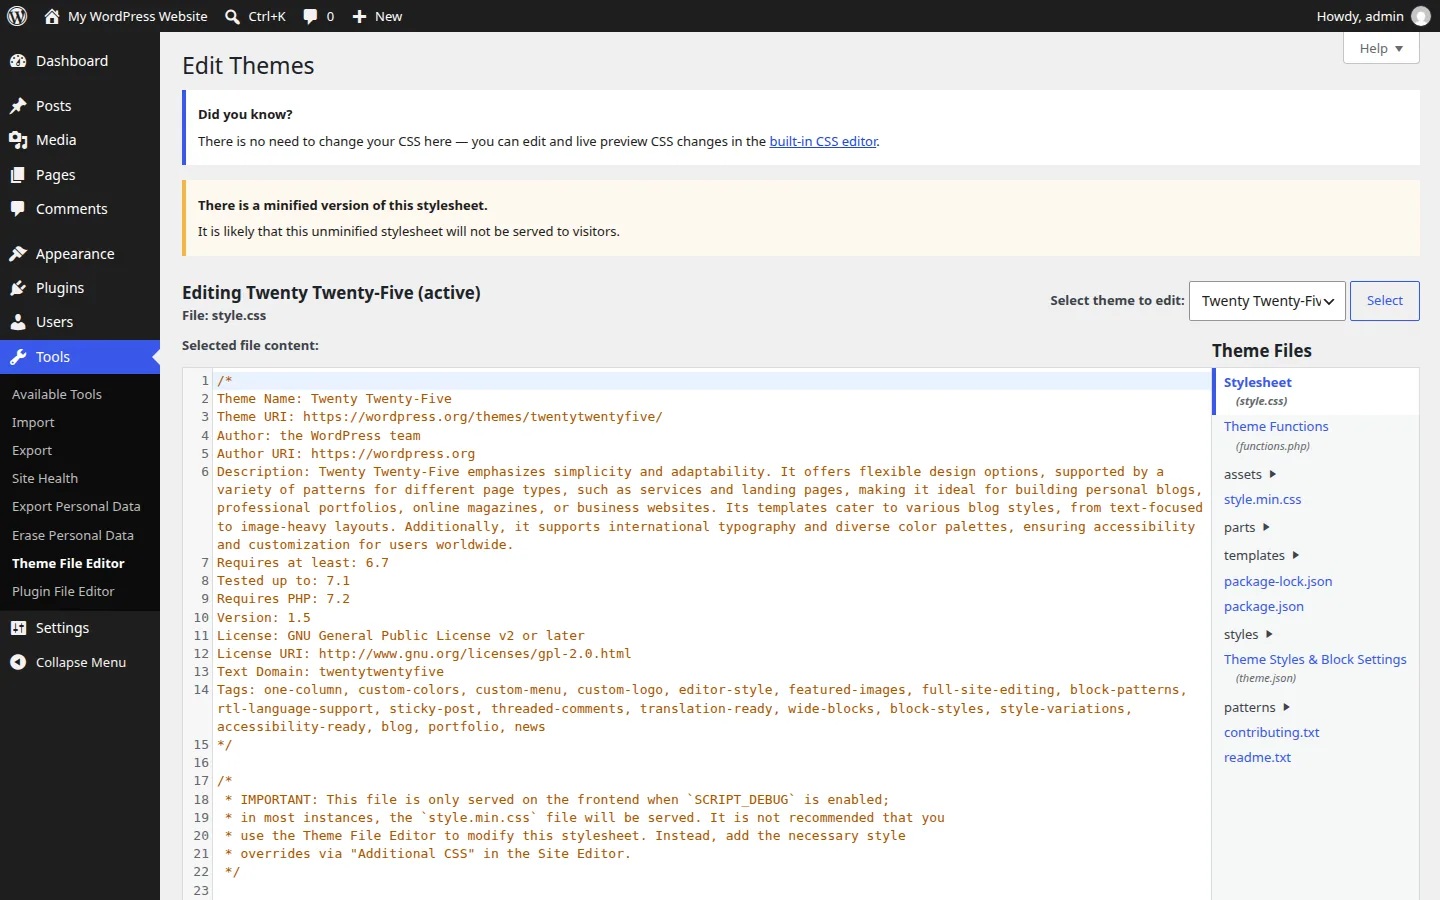 My WordPress Website
Ctrl+K
0
New
Howdy, admin
Dashboard
Posts
Media
Pages
Comments
Appearance
Plugins
Users
Tools
Available Tools
Import
Export
Site Health
Export Personal Data
Erase Personal Data
Theme File Editor
Plugin File Editor
Settings
Collapse Menu
Help
Edit Themes
Did you know?
There is no need to change your CSS here — you can edit and live preview CSS changes in the built-in CSS editor.
There is a minified version of this stylesheet.
It is likely that this unminified stylesheet will not be served to visitors.
Editing Twenty Twenty-Five (active)
File: style.css
Select theme to edit:
Twenty Twenty-Fiv
Select
Selected file content:
1 /*
2 Theme Name: Twenty Twenty-Five
3 Theme URI: https://wordpress.org/themes/twentytwentyfive/
4 Author: the WordPress team
5 Author URI: https://wordpress.org
6 Description: Twenty Twenty-Five emphasizes simplicity and adaptability. It offers flexible design options, supported by a
variety of patterns for different page types, such as services and landing pages, making it ideal for building personal blogs,
professional portfolios, online magazines, or business websites. Its templates cater to various blog styles, from text-focused
to image-heavy layouts. Additionally, it supports international typography and diverse color palettes, ensuring accessibility
and customization for users worldwide.
7 Requires at least: 6.7
8 Tested up to: 7.1
9 Requires PHP: 7.2
10 Version: 1.5
11 License: GNU General Public License v2 or later
12 License URI: http://www.gnu.org/licenses/gpl-2.0.html
13 Text Domain: twentytwentyfive
14 Tags: one-column, custom-colors, custom-menu, custom-logo, editor-style, featured-images, full-site-editing, block-patterns,
rtl-language-support, sticky-post, threaded-comments, translation-ready, wide-blocks, block-styles, style-variations,
accessibility-ready, blog, portfolio, news
15 */
16
17 /*
18 * IMPORTANT: This file is only served on the frontend when `SCRIPT_DEBUG` is enabled;
19 * in most instances, the `style.min.css` file will be served. It is not recommended that you
20 * use the Theme File Editor to modify this stylesheet. Instead, add the necessary style
21 * overrides via "Additional CSS" in the Site Editor.
22 */
23
Theme Files
Stylesheet
(style.css)
Theme Functions
(functions.php)
assets
style.min.css
parts
templates
package-lock.json
package.json
styles
Theme Styles & Block Settings
(theme.json)
patterns
contributing.txt
readme.txt